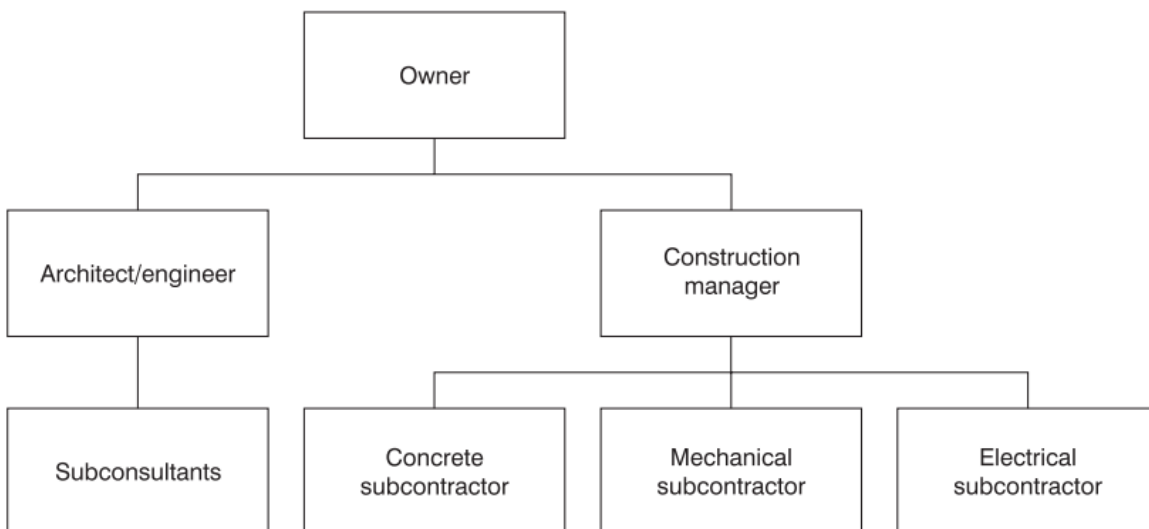 Owner
Architect/engineer
Construction
manager
Subconsultants
Concrete
subcontractor
Mechanical
subcontractor
Electrical
subcontractor